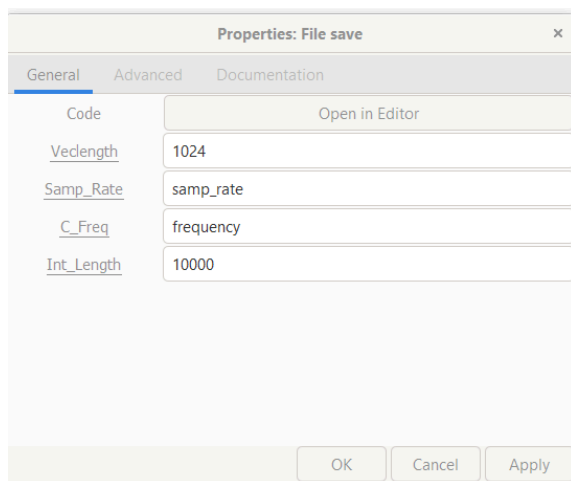 Properties: File save ×
General Advanced Documentation
Code Open in Editor
Veclength 1024
Samp_Rate samp_rate
C_Freq frequency
Int_Length 10000
OK Cancel Apply